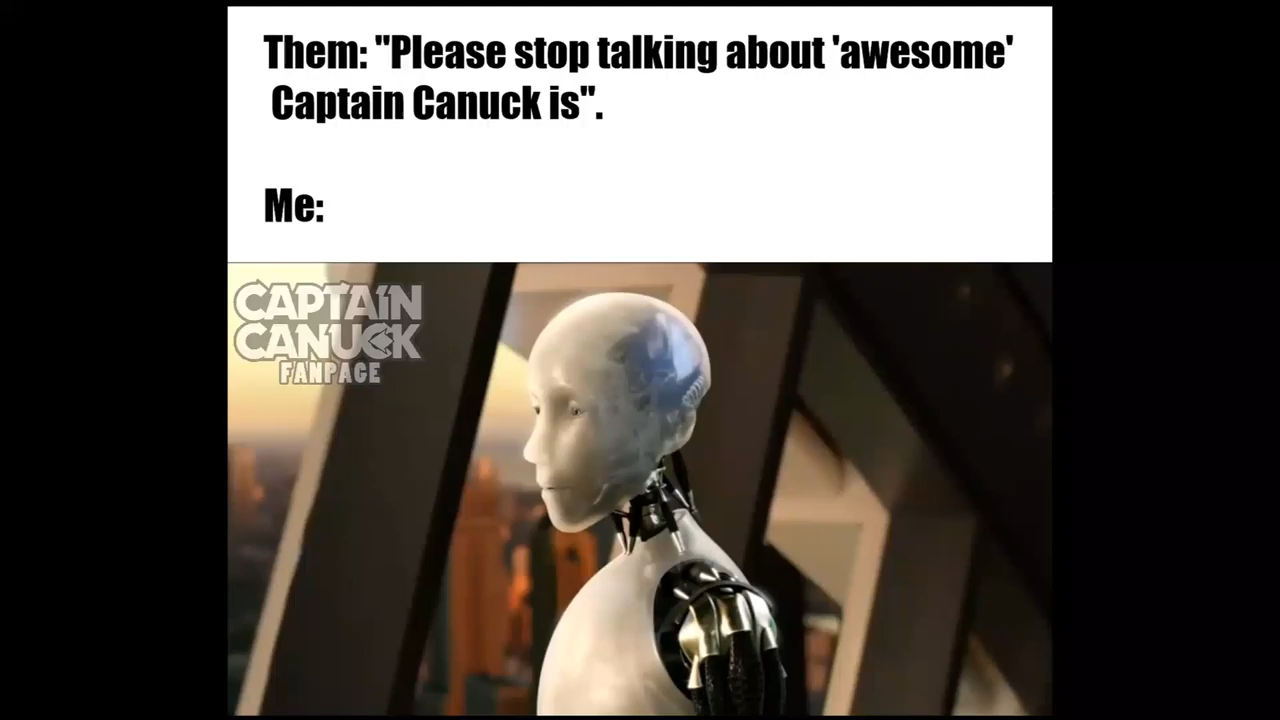 Them: "Please stop talking about 'awesome'
Captain Canuck is".
Me:
CAPTAIN
CANUCK
FANPAGE